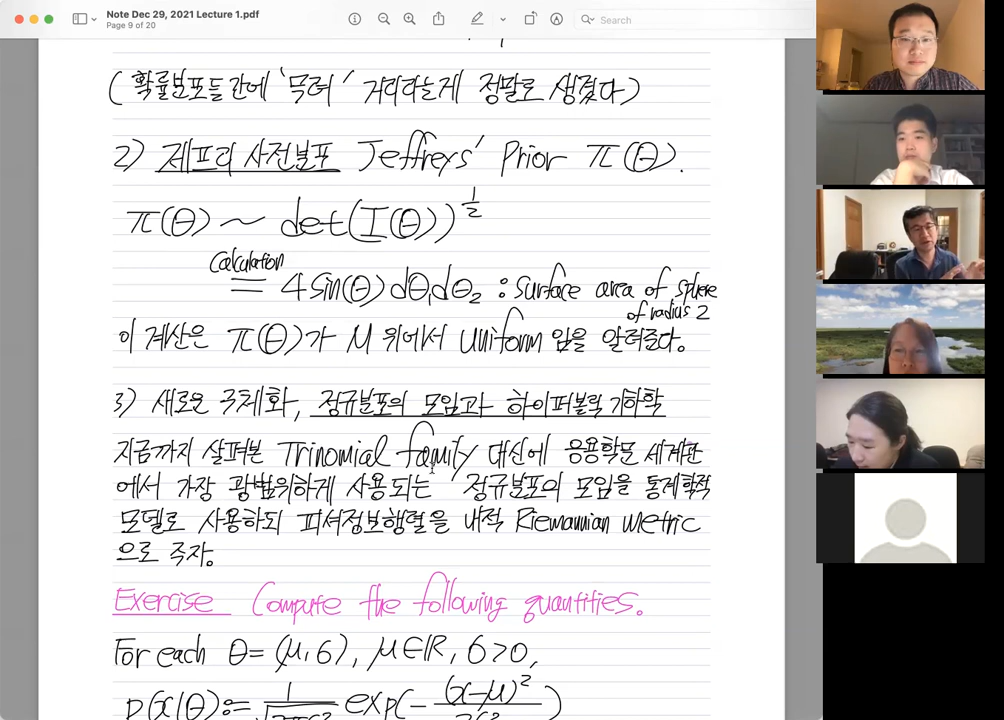 Note Dec 29, 2021 Lecture 1.pdf
Page 9 of 20
Search
(확률분포들간에 '무려' 거리라는게 정말로 생겼다)
2) 제프리 사전분포 Jeffreys' Prior π(θ).
π(θ) ~ det(I(θ))^{1/2}
Calculation
= 4 sin(θ) dθ₁dθ₂ : surface area of sphere
of radius 2
이 계산은 π(θ)가 M 위에서 uniform 임을 알려준다.
3) 새로운 구체화, 정규분포의 모임과 하이퍼볼릭 기하학
지금까지 살펴본 Trinomial family 대신에 응용학문 세계관
에서 가장 광범위하게 사용되는 정규분포의 모임을 통계학적
모델로 사용하되 피셔정보행렬을 내적 Riemannian metric
으로 주자.
Exercise Compute the following quantities.
For each θ=(μ,σ), μ∈ℝ, σ>0,
p(x|θ):= 1/√2πσ² exp(-(x-μ)²/2σ²)